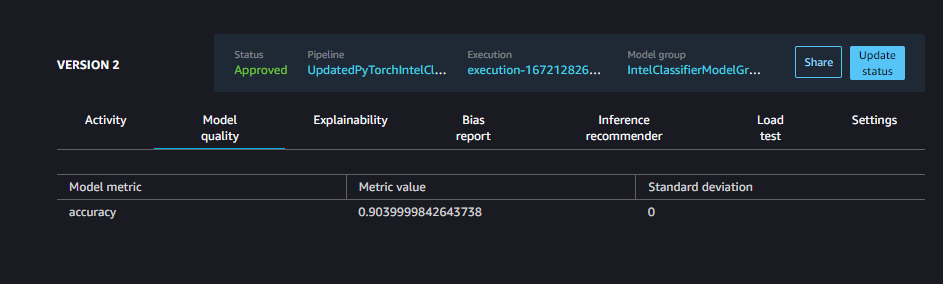 VERSION 2
Status Pipeline Execution Model group
Approved UpdatedPyTorchIntelCl... execution-167212826... IntelClassifierModelGr...
Share
Update
status
Activity Model Explainability Bias Inference Load Settings
quality report recommender test
Model metric Metric value Standard deviation
accuracy 0.9039999842643738 0